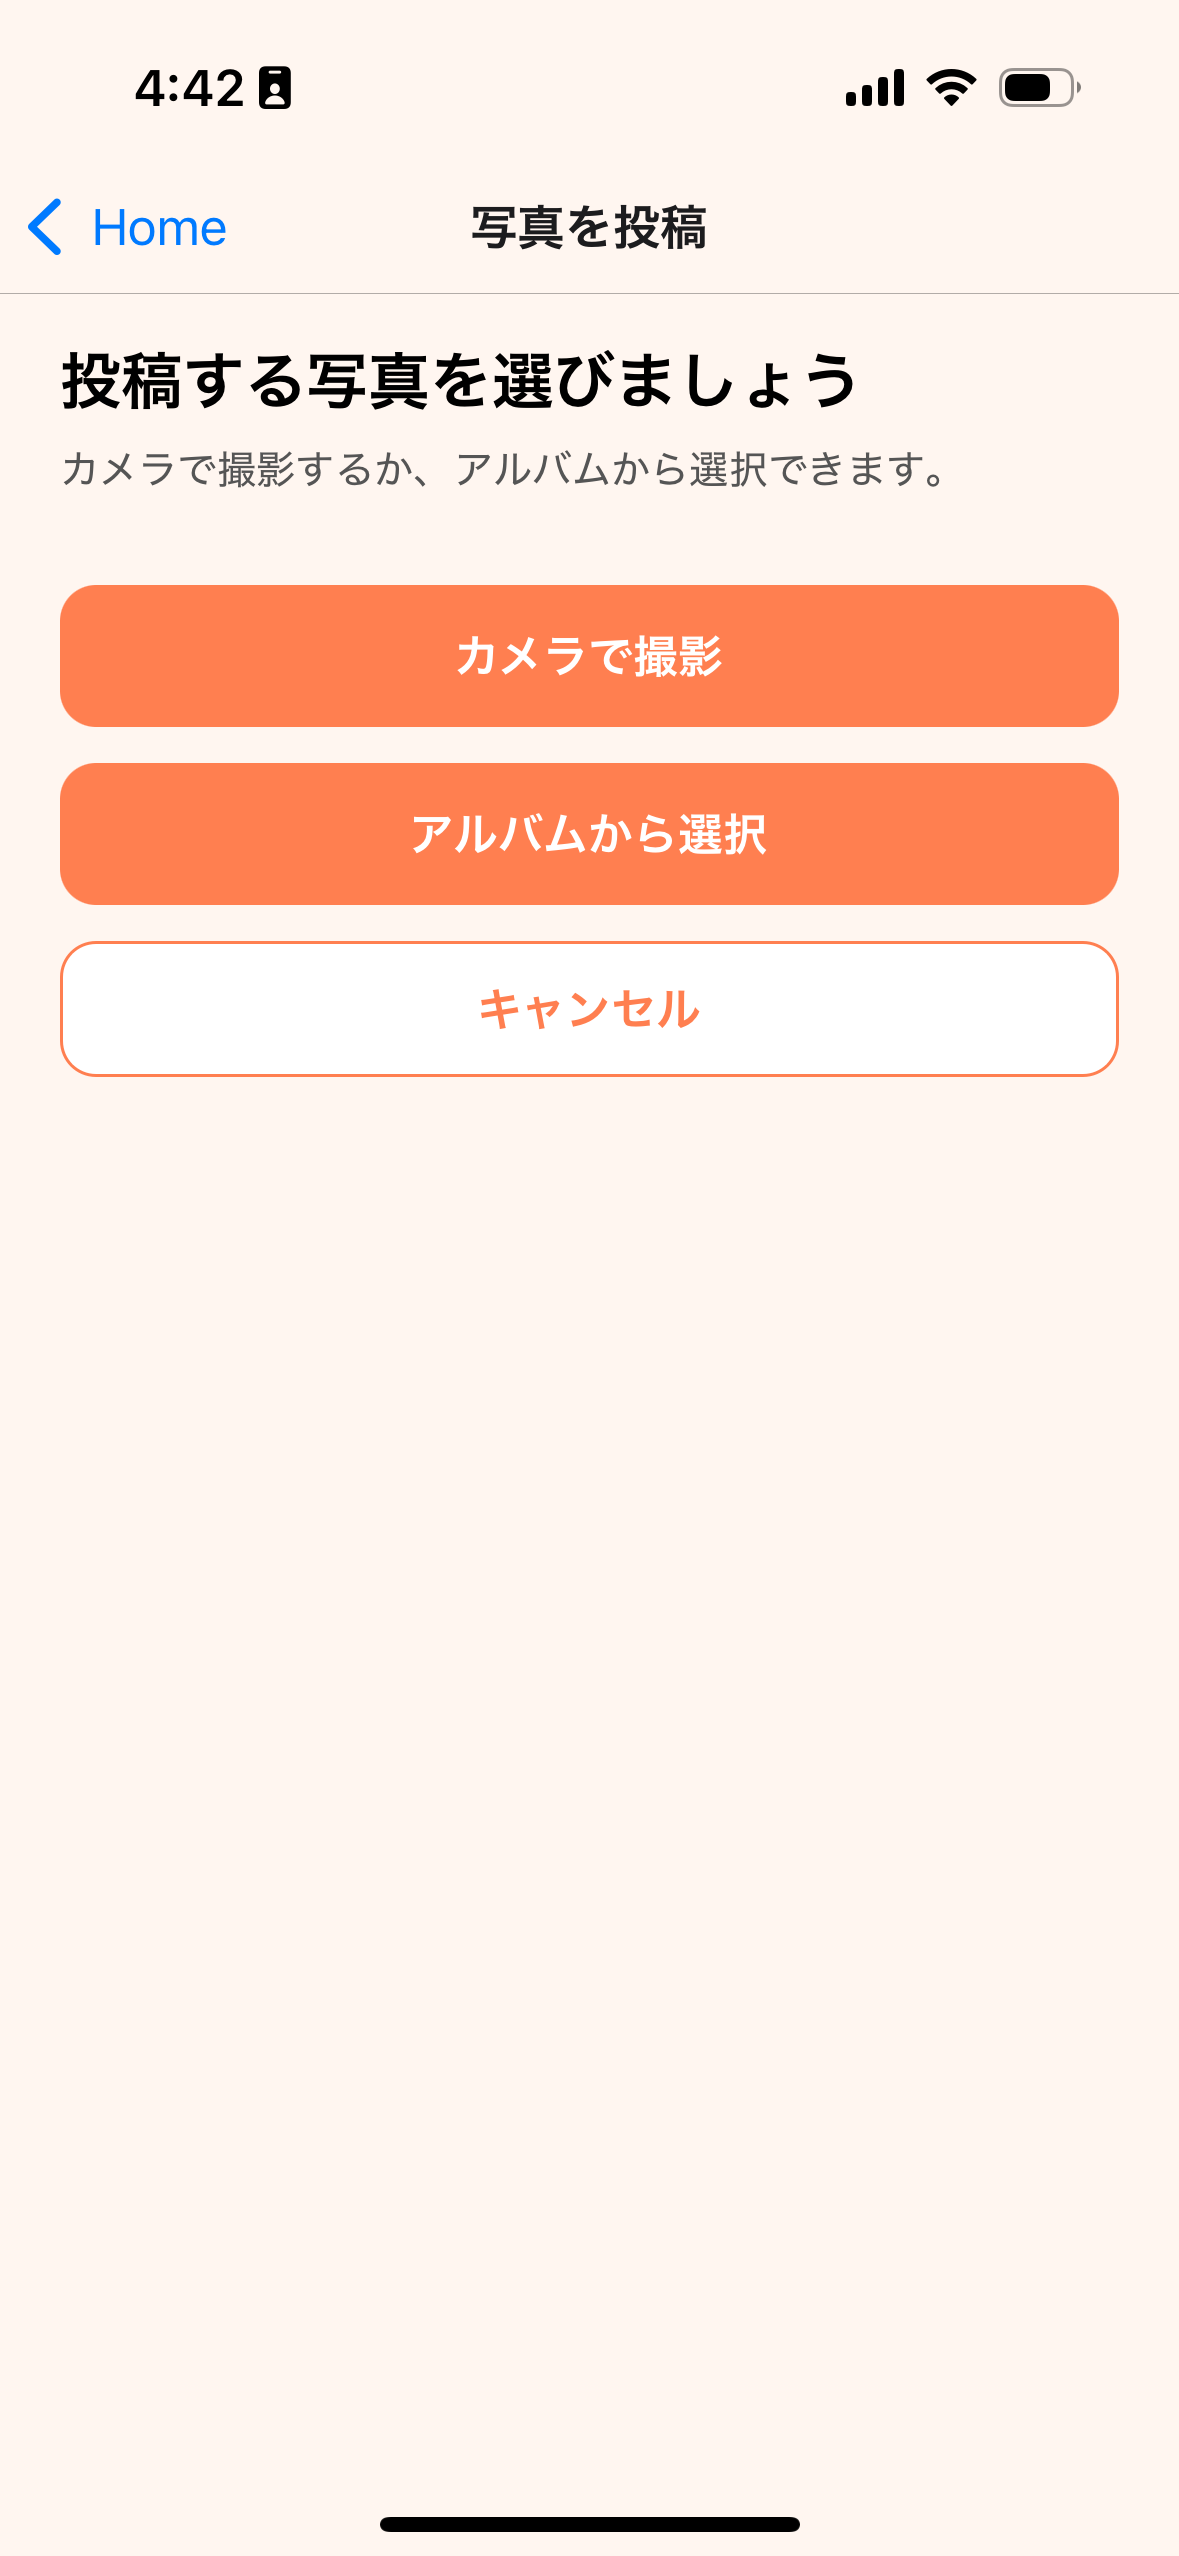 4:42
Home
写真を投稿
投稿する写真を選びましょう
カメラで撮影するか、アルバムから選択できます。
カメラで撮影
アルバムから選択
キャンセル